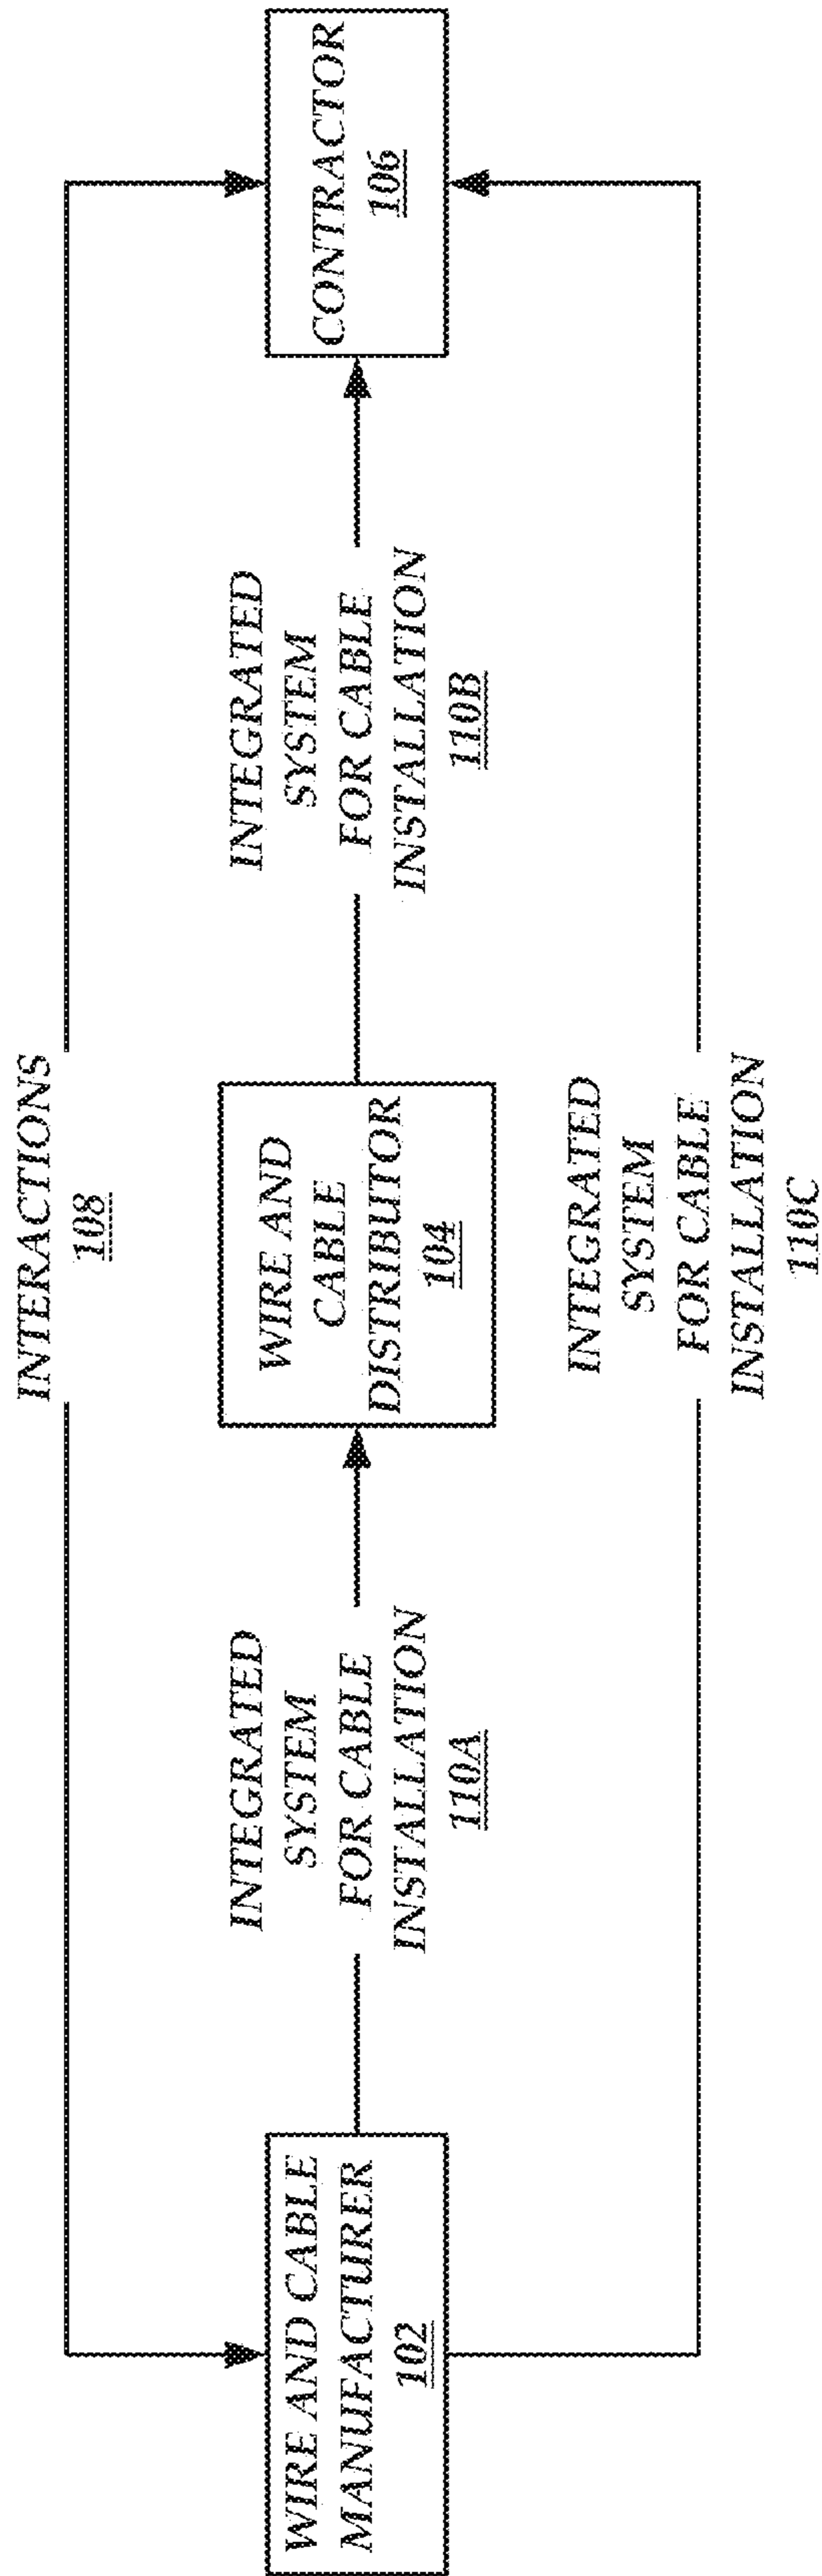 INTERACTIONS
108
WIRE AND CABLE
MANUFACTURER
102
INTEGRATED
SYSTEM
FOR CABLE
INSTALLATION
110A
WIRE AND
CABLE
DISTRIBUTOR
104
INTEGRATED
SYSTEM
FOR CABLE
INSTALLATION
110B
CONTRACTOR
106
INTEGRATED
SYSTEM
FOR CABLE
INSTALLATION
110C